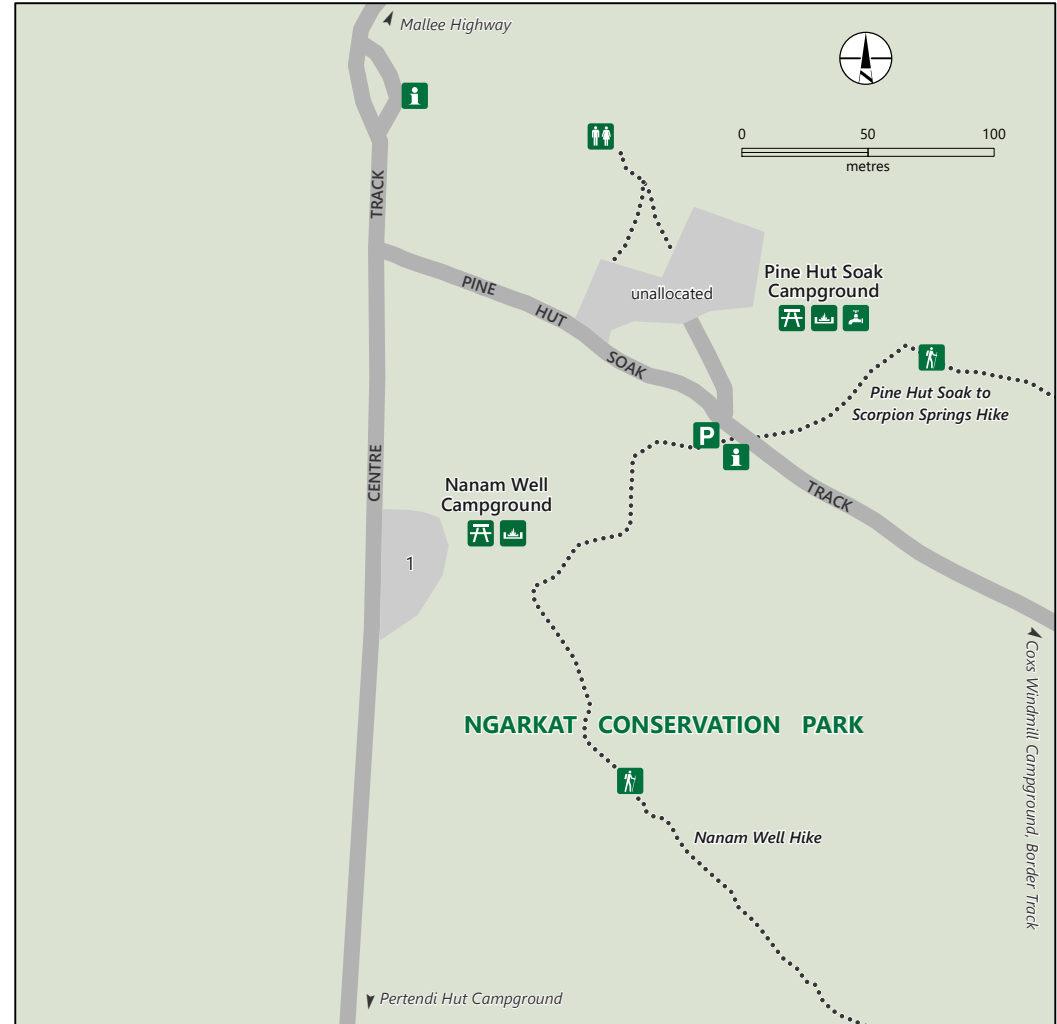 Mallee Highway
0 50 100
metres
TRACK
PINE HUT SOAK TRACK
unallocated
Pine Hut Soak
Campground
Pine Hut Soak to
Scorpion Springs Hike
P
CENTRE
Nanam Well
Campground
1
Coxs Windmill Campground, Border Track
NGARKAT CONSERVATION PARK
Nanam Well Hike
Pertendi Hut Campground